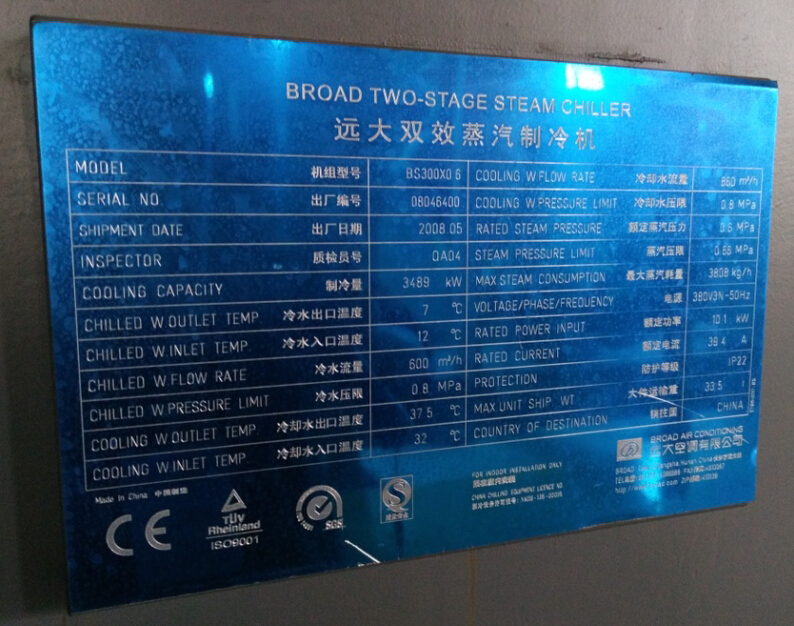 BROAD TWO-STAGE STEAM CHILLER
远大双效蒸汽制冷机
MODEL 机组型号 BS300X0.6
SERIAL NO. 出厂编号 08046400
SHIPMENT DATE 出厂日期 2008.05
INSPECTOR 质检员号 QA04
COOLING CAPACITY 制冷量 3489 kW
CHILLED W.OUTLET TEMP. 冷水出口温度 7 ℃
CHILLED W.INLET TEMP. 冷水入口温度 12 ℃
CHILLED W.FLOW RATE 冷水流量 600 m³/h
CHILLED W.PRESSURE LIMIT 冷水压限 0.8 MPa
COOLING W.OUTLET TEMP. 冷却水出口温度 37.5 ℃
COOLING W.INLET TEMP. 冷却水入口温度 32 ℃
COOLING W.FLOW RATE 冷却水流量 860 m³/h
COOLING W.PRESSURE LIMIT 冷却水压限 0.8 MPa
RATED STEAM PRESSURE 额定蒸汽压力 0.6 MPa
STEAM PRESSURE LIMIT 蒸汽压限 0.66 MPa
MAX.STEAM CONSUMPTION 最大蒸汽耗量 3808 kg/h
VOLTAGE/PHASE/FREQUENCY 电源 380V3N~50Hz
RATED POWER INPUT 额定功率 10.1 kW
RATED CURRENT 额定电流 39.4 A
PROTECTION 防护等级 IP22
MAX.UNIT SHIP. WT. 大件运输重 33.5 t
COUNTRY OF DESTINATION CHINA
Made in China 中国制造
CE
TÜV
Rheinland
ISO9001
SGS
FOR INDOOR INSTALLATION ONLY
CHINA CHILLING EQUIPMENT LICENCE NO.
BROAD AIR CONDITIONING
远大空调有限公司